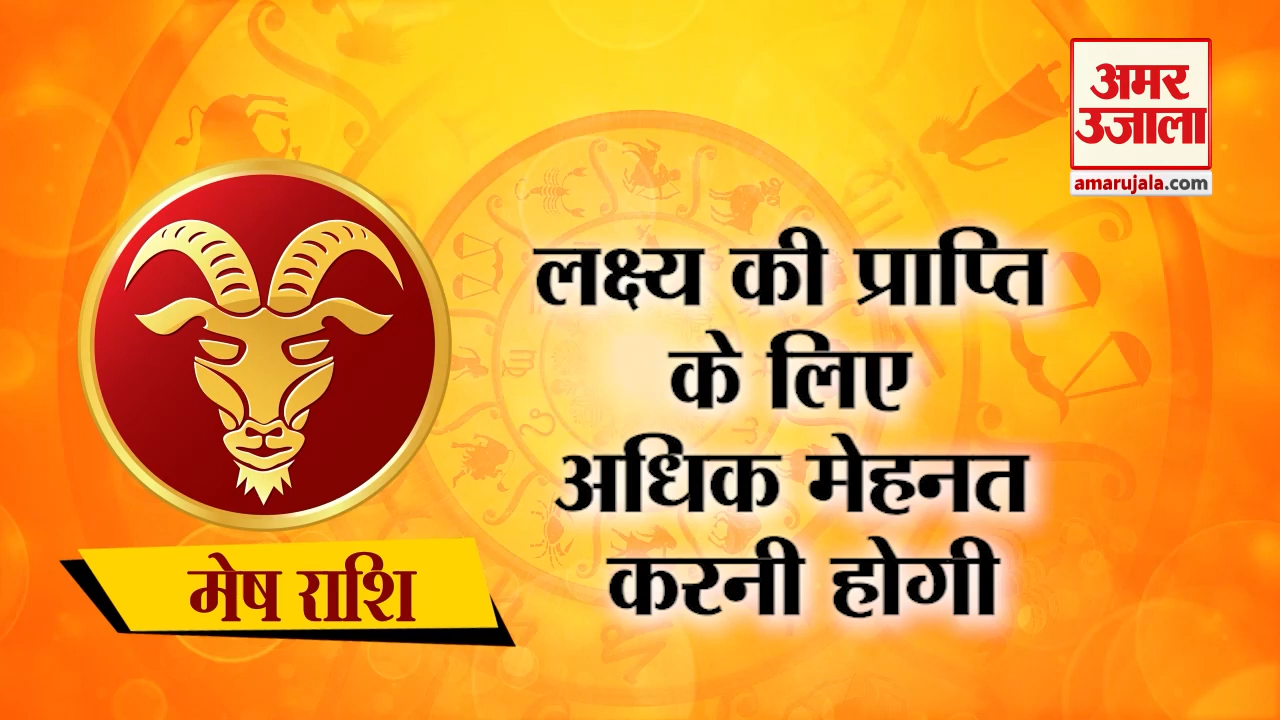 अमर
उजाला
amarujala.com
लक्ष्य की प्राप्ति
के लिए
अधिक मेहनत
करनी होगी
मेष राशि